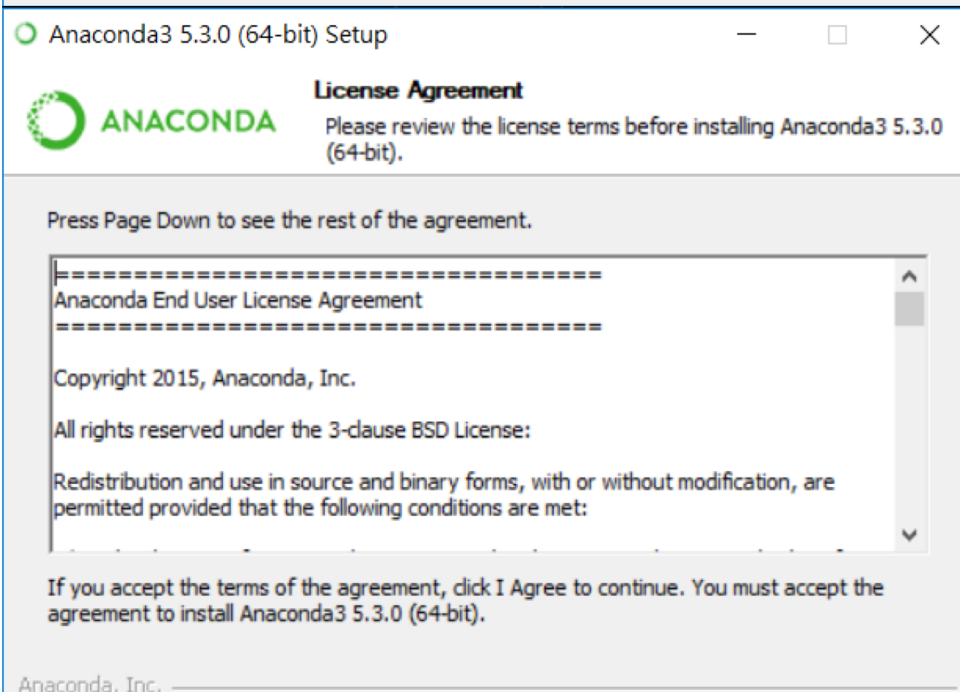 Anaconda3 5.3.0 (64-bit) Setup
ANACONDA
License Agreement
Please review the license terms before installing Anaconda3 5.3.0
(64-bit).
Press Page Down to see the rest of the agreement.
==================================
Anaconda End User License Agreement
==================================
Copyright 2015, Anaconda, Inc.
All rights reserved under the 3-clause BSD License:
Redistribution and use in source and binary forms, with or without modification, are
permitted provided that the following conditions are met:
If you accept the terms of the agreement, click I Agree to continue. You must accept the
agreement to install Anaconda3 5.3.0 (64-bit).
Anaconda, Inc.